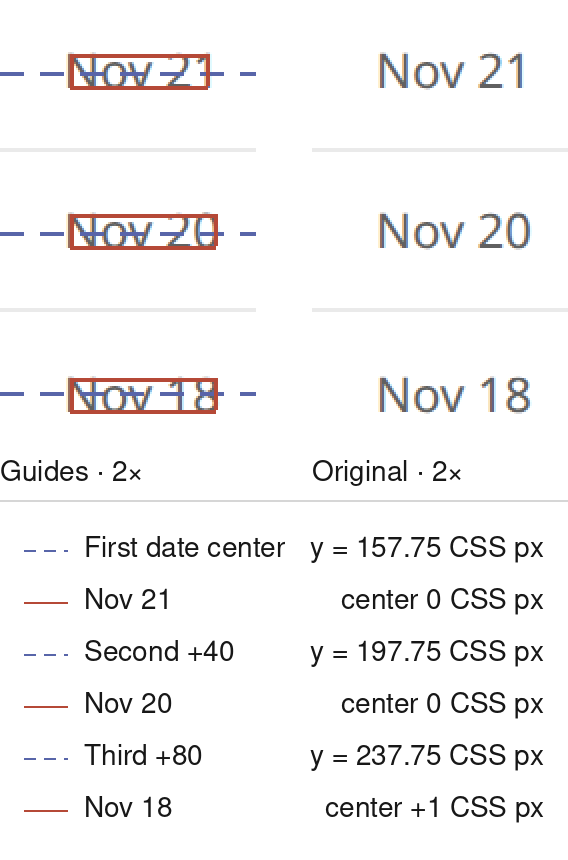 Nov 21 Nov 21
Nov 20 Nov 20
Nov 18 Nov 18
Guides · 2× Original · 2×
First date center y = 157.75 CSS px
Nov 21 center 0 CSS px
Second +40 y = 197.75 CSS px
Nov 20 center 0 CSS px
Third +80 y = 237.75 CSS px
Nov 18 center +1 CSS px